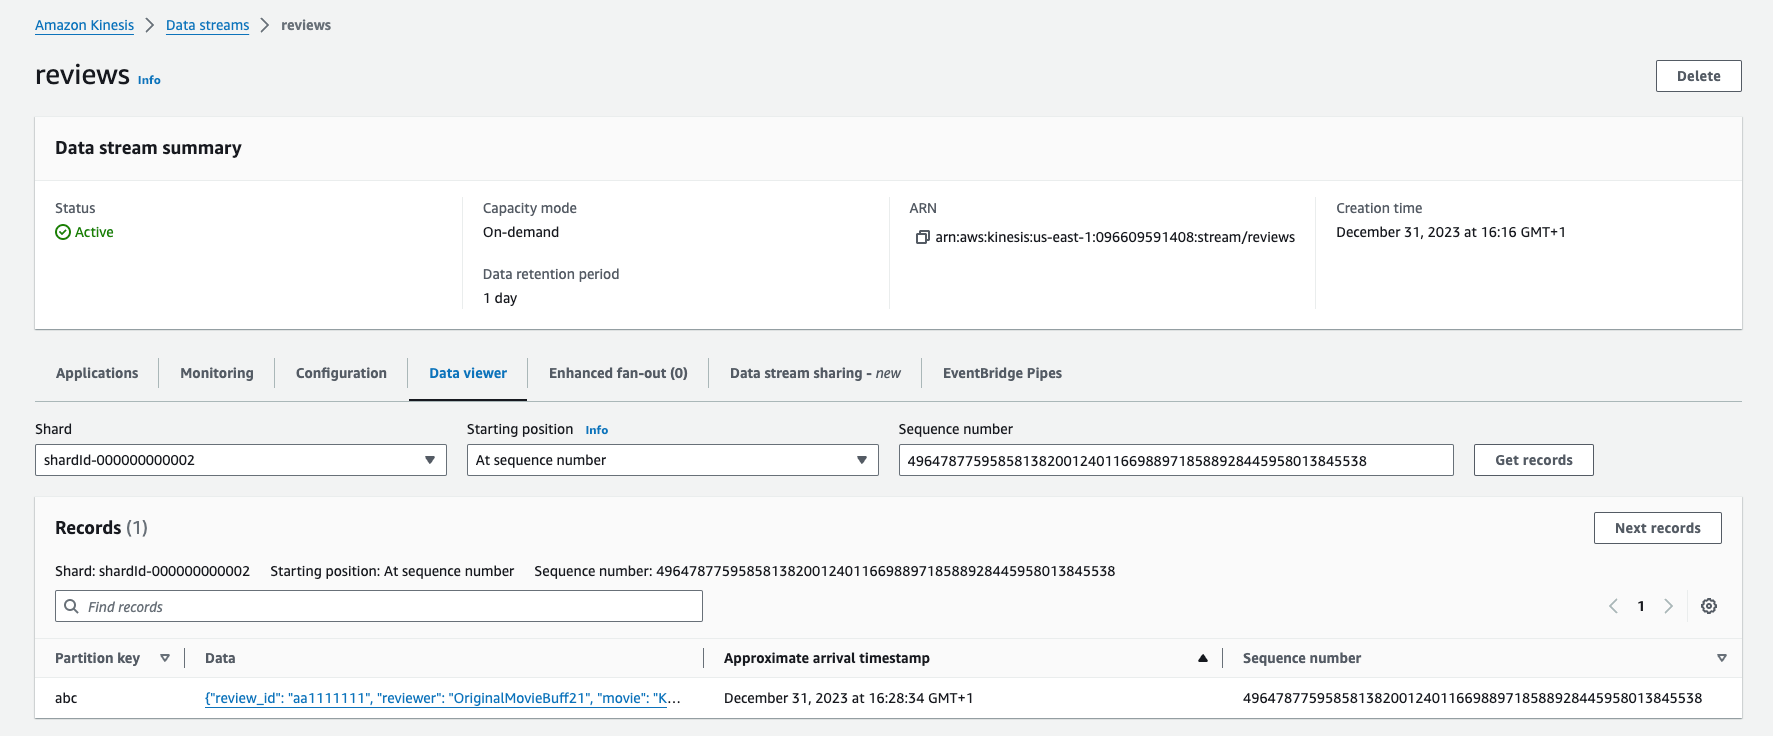 Amazon Kinesis > Data streams > reviews
reviews Info
Delete
Data stream summary
Status
Active
Capacity mode
On-demand
Data retention period
1 day
ARN
arn:aws:kinesis:us-east-1:096609591408:stream/reviews
Creation time
December 31, 2023 at 16:16 GMT+1
Applications Monitoring Configuration Data viewer Enhanced fan-out (0) Data stream sharing - new EventBridge Pipes
Shard
shardId-000000000002
Starting position Info
At sequence number
Sequence number
49647877595858138200124011669889718588928445958013845538
Get records
Records (1)
Next records
Shard: shardId-000000000002 Starting position: At sequence number Sequence number: 49647877595858138200124011669889718588928445958013845538
Find records
1
Partition key Data Approximate arrival timestamp Sequence number
abc {"review_id": "aa1111111", "reviewer": "OriginalMovieBuff21", "movie": "K... December 31, 2023 at 16:28:34 GMT+1 49647877595858138200124011669889718588928445958013845538